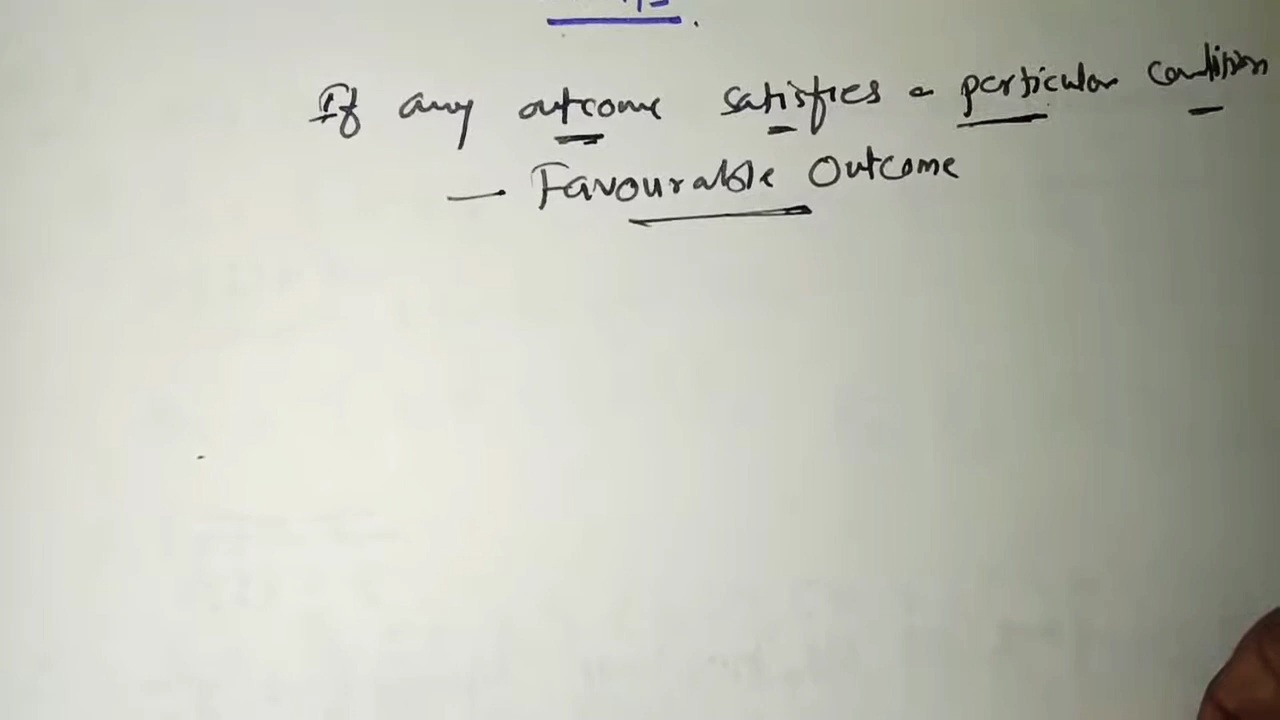 If any outcome satisfies a particular condition
— Favourable Outcome